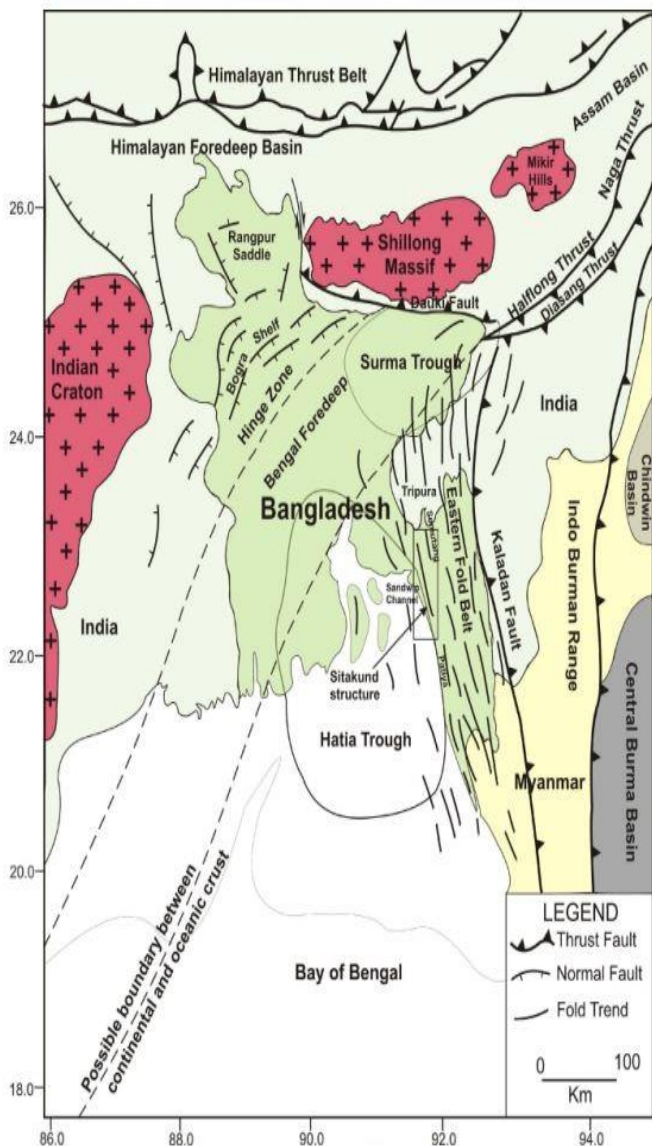 Himalayan Thrust Belt
Himalayan Foredeep Basin
Assam Basin
26.0
Mikir
Hills
Naga Thrust
Rangpur
Saddle
Shillong
Massif
Halflong Thrust
Diasang Thrust
Dauki Fault
Shelf
Bogra
Surma Trough
Indian
Craton
Hinge Zone
Bengal Foredeep
India
24.0
Chindwin
Basin
Tripura
Bangladesh
Eastern Fold Belt
Kaladan Fault
Indo Burman Range
Sandwip
Channel
India
22.0
Sitakund
structure
Patiya
Hatia Trough
Central Burma Basin
Myanmar
20.0
Possible boundary between
continental and oceanic crust
Bay of Bengal
LEGEND
Thrust Fault
Normal Fault
Fold Trend
0 100
Km
18.0
86.0 88.0 90.0 92.0 94.0